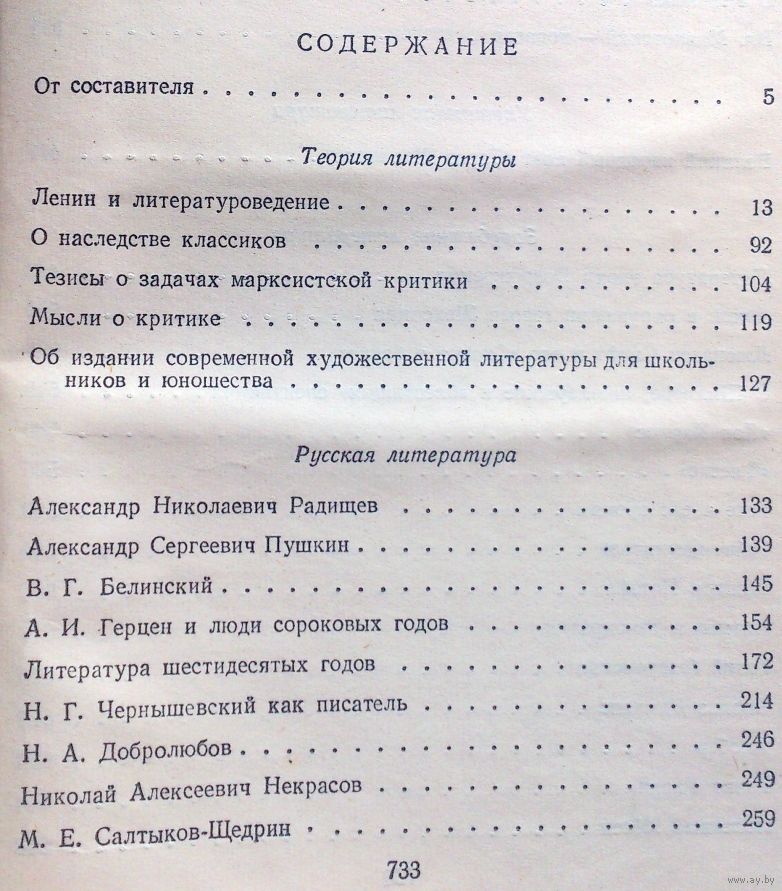 СОДЕРЖАНИЕ
От составителя . . . . . . . . . . . . . . . . . . . . . . . . 5
Теория литературы
Ленин и литературоведение . . . . . . . . . . . . . . . . . 13
О наследстве классиков . . . . . . . . . . . . . . . . . . 92
Тезисы о задачах марксистской критики . . . . . . . . . . 104
Мысли о критике . . . . . . . . . . . . . . . . . . . . . 119
Об издании современной художественной литературы для школь-
ников и юношества . . . . . . . . . . . . . . . . . . . 127
Русская литература
Александр Николаевич Радищев . . . . . . . . . . . . . . 133
Александр Сергеевич Пушкин . . . . . . . . . . . . . . . . 139
В. Г. Белинский . . . . . . . . . . . . . . . . . . . . . . 145
А. И. Герцен и люди сороковых годов . . . . . . . . . . . 154
Литература шестидесятых годов . . . . . . . . . . . . . . 172
Н. Г. Чернышевский как писатель . . . . . . . . . . . . . 214
Н. А. Добролюбов . . . . . . . . . . . . . . . . . . . . . 246
Николай Алексеевич Некрасов . . . . . . . . . . . . . . . 249
М. Е. Салтыков-Щедрин . . . . . . . . . . . . . . . . . . 259
733
www.ay.by